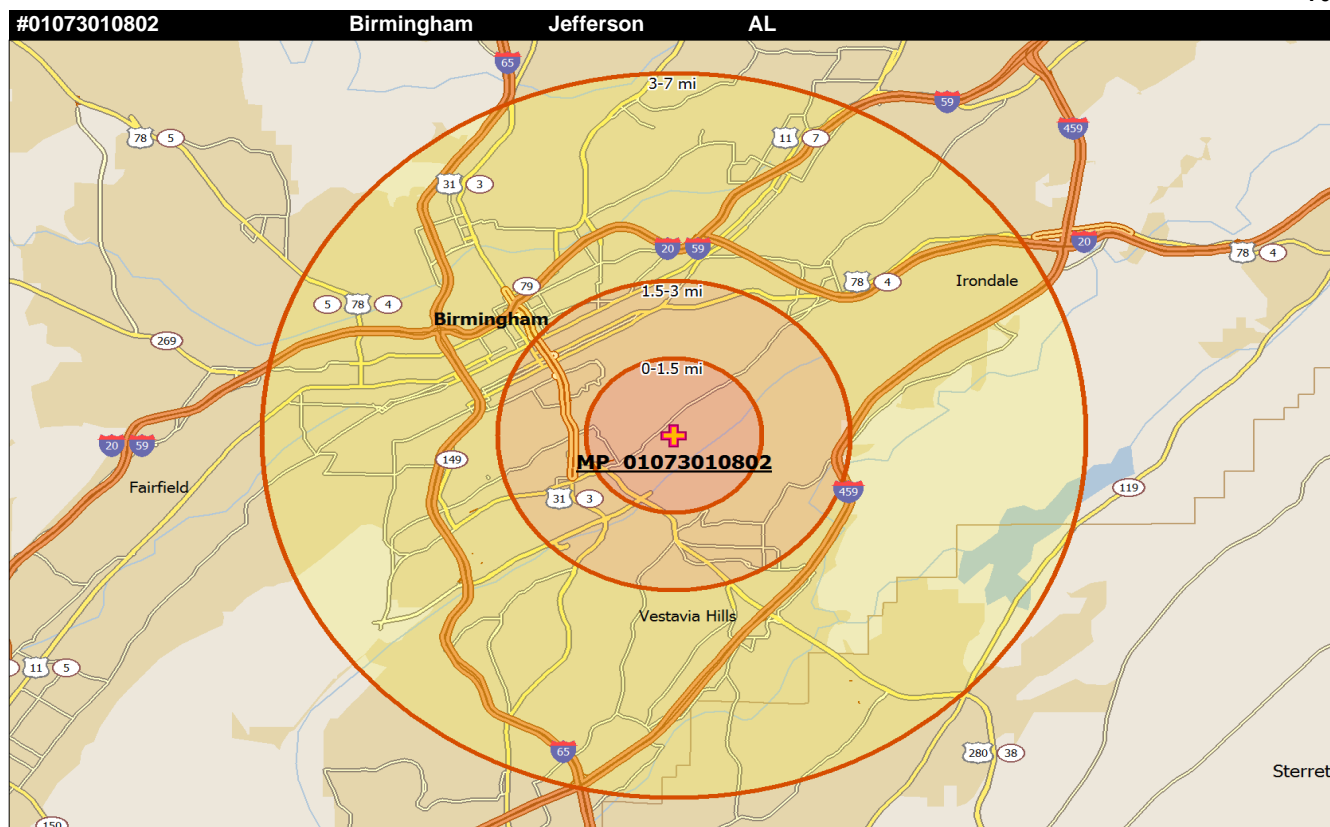 #01073010802 Birmingham Jefferson AL
65
3-7 mi
59
78 5
11 7
459
31 3
20 59
20
78 4
1.5-3 mi
78 4
Irondale
79
5 78 4
Birmingham
269
0-1.5 mi
20 59
149
MP 01073010802
Fairfield
31 3
459
119
Vestavia Hills
11 5
65
280 38
Sterret
150